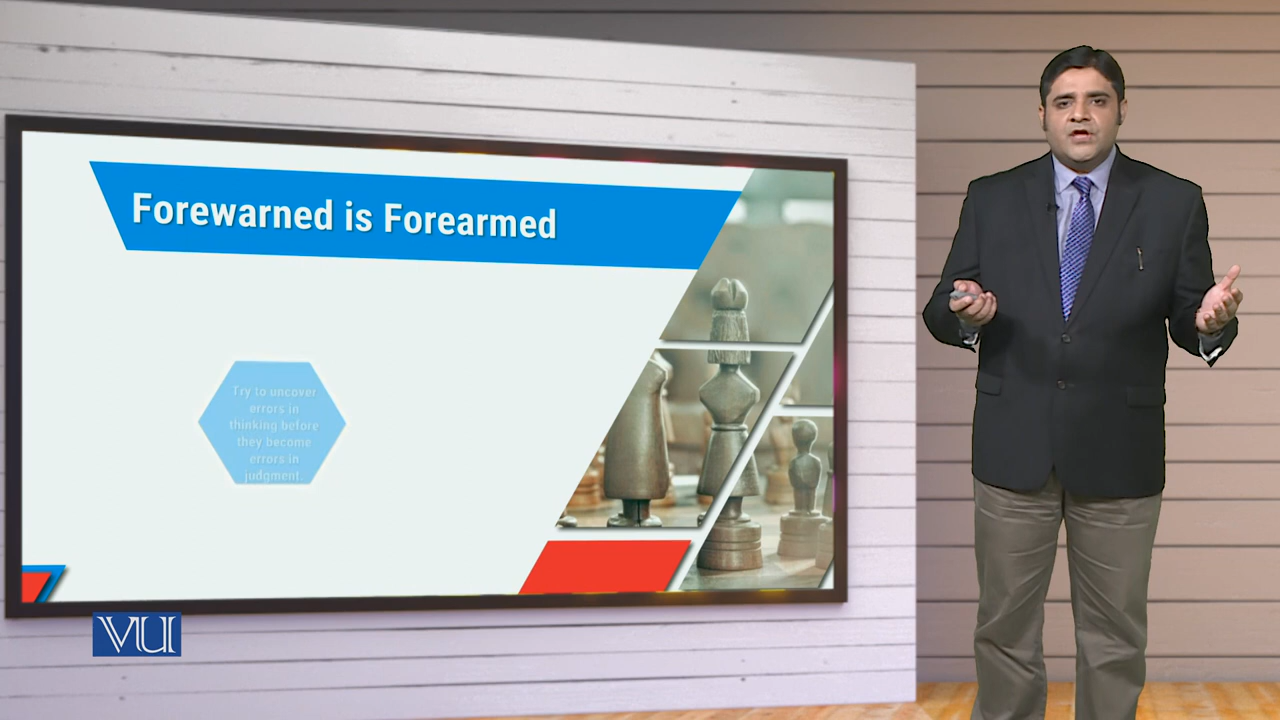 Forewarned is Forearmed
Try to uncover
errors in
thinking before
they become
errors in
judgment.
VU